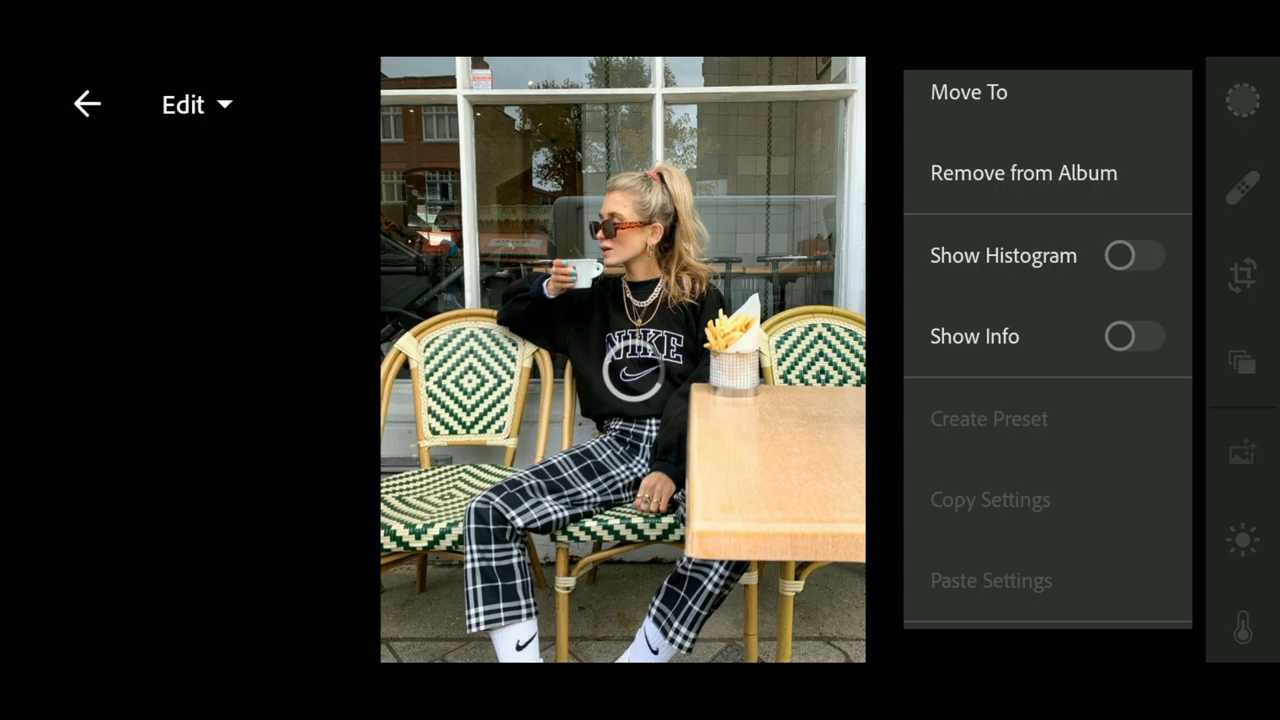 Edit
Move To
Remove from Album
Show Histogram
Show Info
Create Preset
Copy Settings
Paste Settings
NIKE